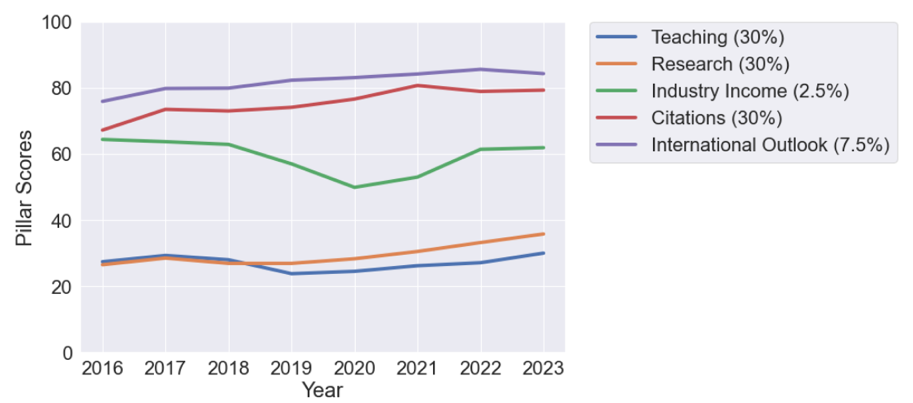 100
80
60
40
20
0
Pillar Scores
2016 2017 2018 2019 2020 2021 2022 2023
Year
Teaching (30%)
Research (30%)
Industry Income (2.5%)
Citations (30%)
International Outlook (7.5%)